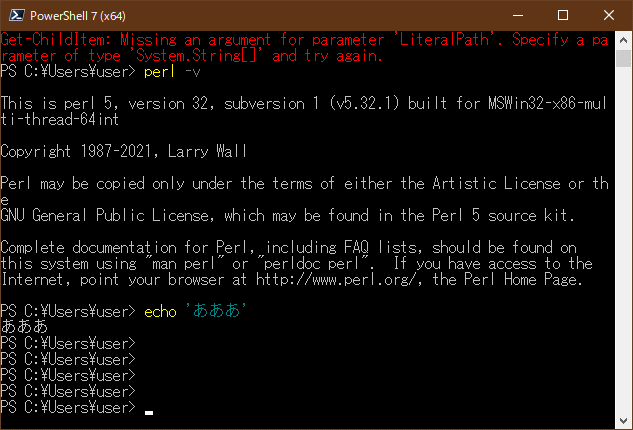 PowerShell 7 (x64)
Get-ChildItem: Missing an argument for parameter 'LiteralPath'. Specify a pa
rameter of type 'System.String[]' and try again.
PS C:¥Users¥user> perl -v
This is perl 5, version 32, subversion 1 (v5.32.1) built for MSWin32-x86-mul
ti-thread-64int
Copyright 1987-2021, Larry Wall
Perl may be copied only under the terms of either the Artistic License or th
e
GNU General Public License, which may be found in the Perl 5 source kit.
Complete documentation for Perl, including FAQ lists, should be found on
this system using "man perl" or "perldoc perl".  If you have access to the
Internet, point your browser at http://www.perl.org/, the Perl Home Page.
PS C:¥Users¥user> echo 'あああ'
あああ
PS C:¥Users¥user>
PS C:¥Users¥user>
PS C:¥Users¥user>
PS C:¥Users¥user>
PS C:¥Users¥user>